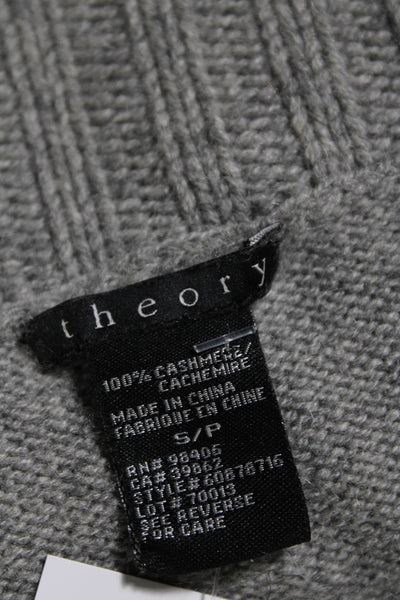 theory
100% CASHMERE/
CACHEMIRE
MADE IN CHINA
FABRIQUE EN CHINE
S/P
RN# 98406
CA# 39862
STYLE# 60878716
LOT# 70013
SEE REVERSE
FOR CARE